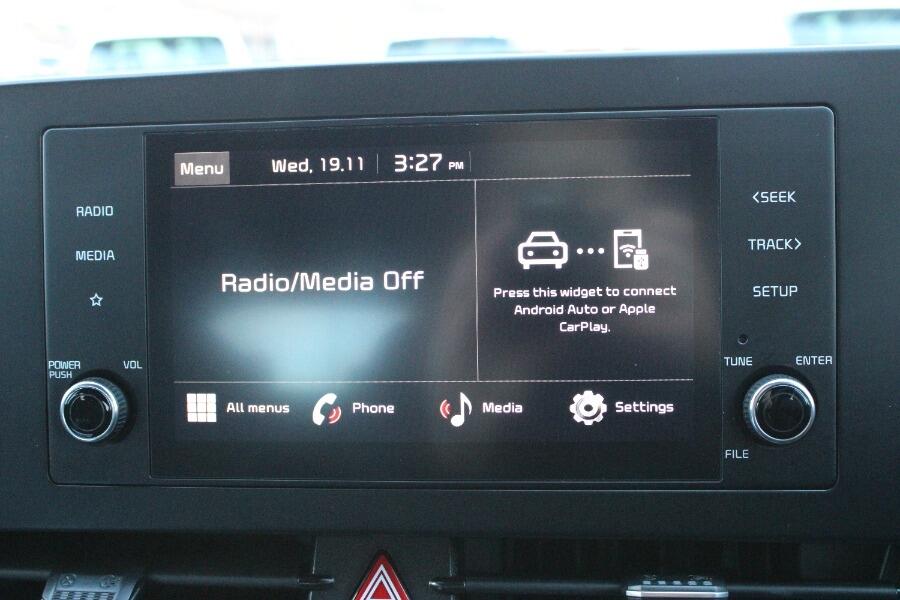 Menu
Wed, 19.11
3:27 PM
RADIO
MEDIA
POWER
PUSH
VOL
Radio/Media Off
Press this widget to connect
Android Auto or Apple
CarPlay.
All menus
Phone
Media
Settings
<SEEK
TRACK>
SETUP
TUNE
ENTER
FILE